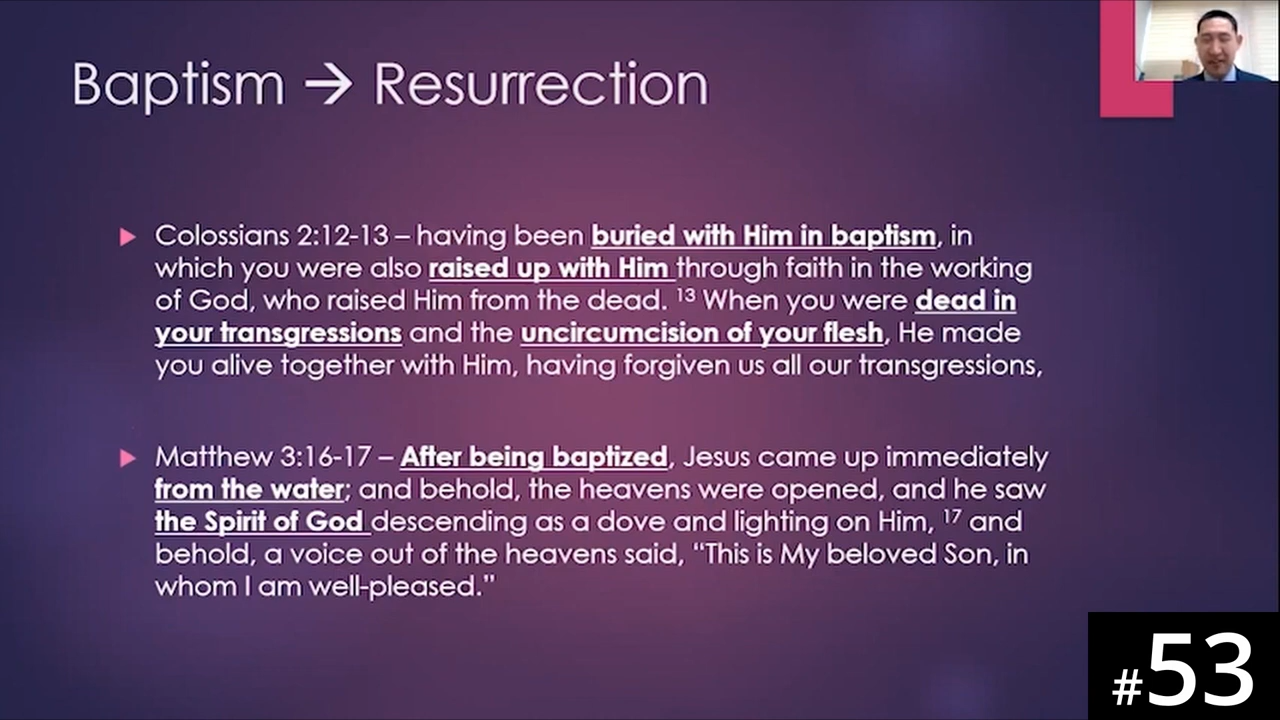 Baptism → Resurrection
Colossians 2:12-13 – having been buried with Him in baptism, in
which you were also raised up with Him through faith in the working
of God, who raised Him from the dead. ¹³ When you were dead in
your transgressions and the uncircumcision of your flesh, He made
you alive together with Him, having forgiven us all our transgressions,
Matthew 3:16-17 – After being baptized, Jesus came up immediately
from the water; and behold, the heavens were opened, and he saw
the Spirit of God descending as a dove and lighting on Him, ¹⁷ and
behold, a voice out of the heavens said, “This is My beloved Son, in
whom I am well-pleased.”
#53